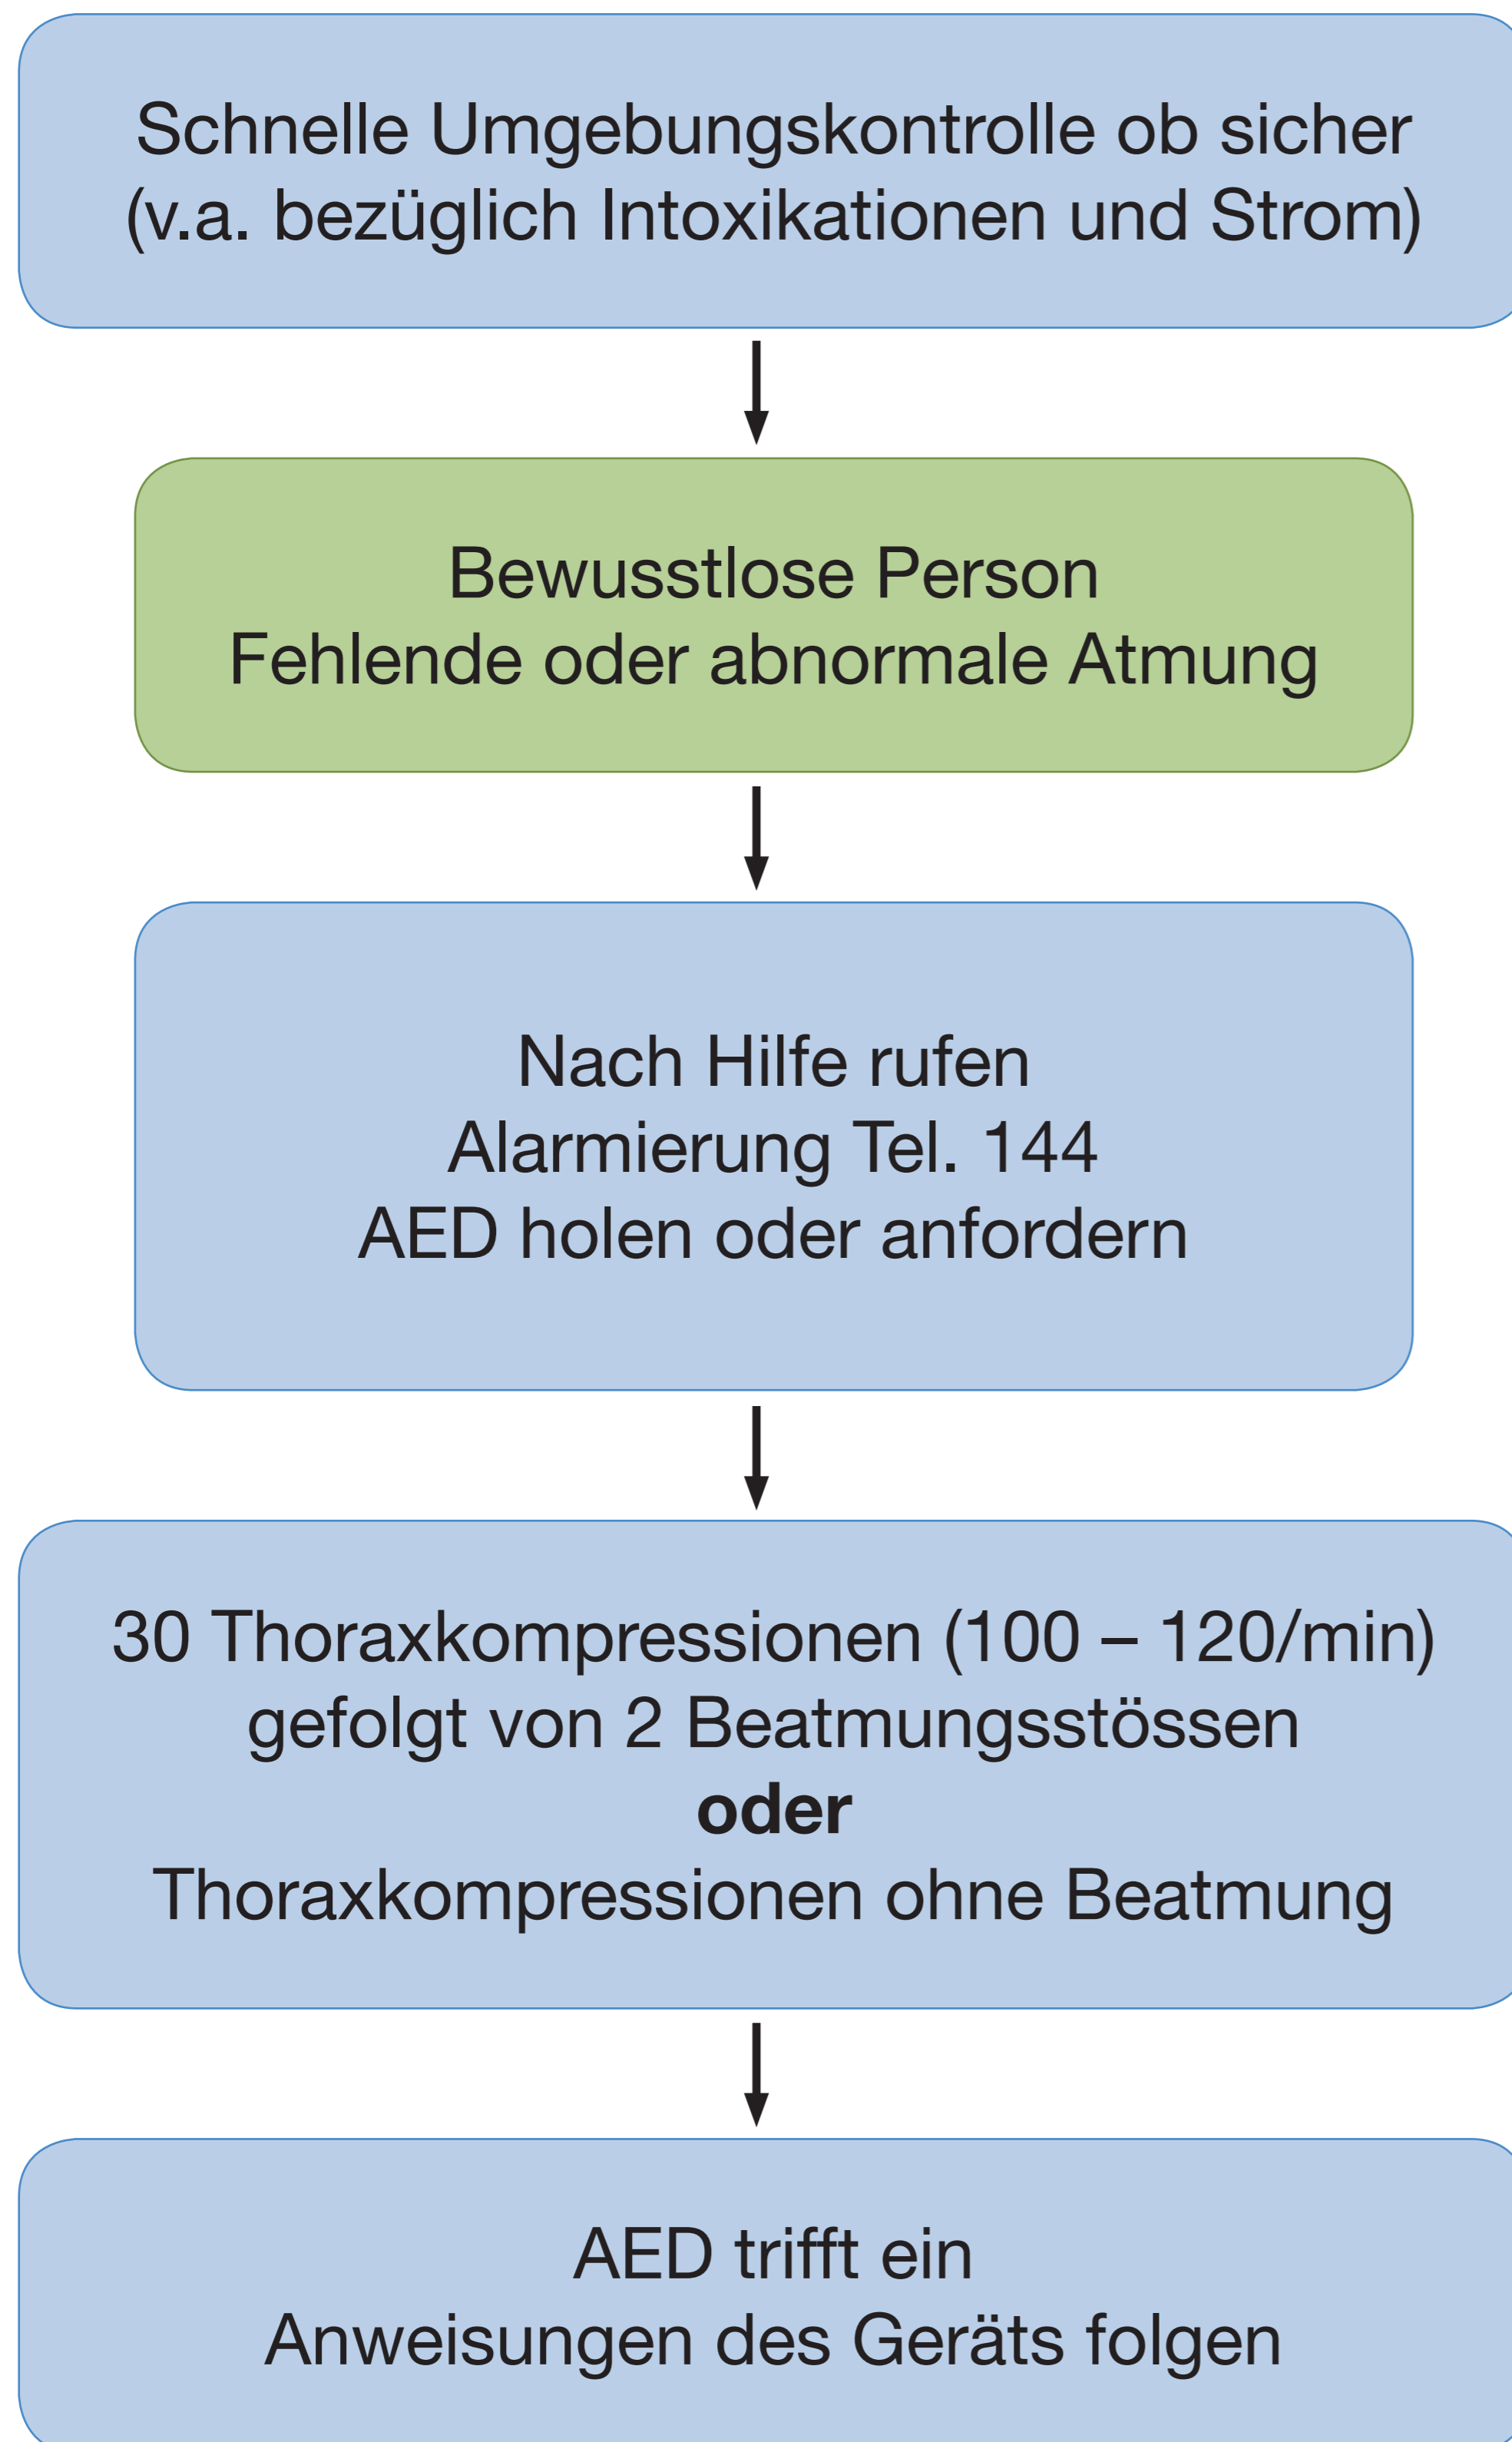 Schnelle Umgebungskontrolle ob sicher
(v.a. bezüglich Intoxikationen und Strom)
Bewusstlose Person
Fehlende oder abnormale Atmung
Nach Hilfe rufen
Alarmierung Tel. 144
AED holen oder anfordern
30 Thoraxkompressionen (100 – 120/min)
gefolgt von 2 Beatmungsstössen
oder
Thoraxkompressionen ohne Beatmung
AED trifft ein
Anweisungen des Geräts folgen